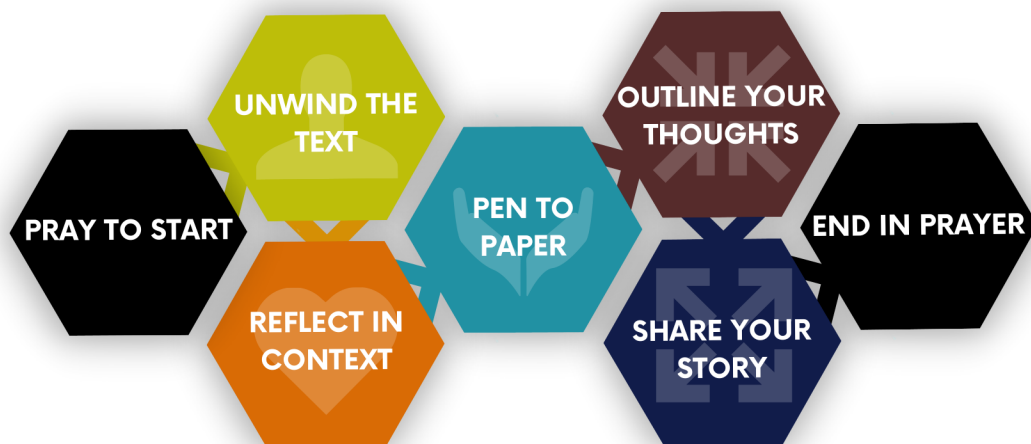 PRAY TO START
UNWIND THE
TEXT
REFLECT IN
CONTEXT
PEN TO
PAPER
OUTLINE YOUR
THOUGHTS
SHARE YOUR
STORY
END IN PRAYER